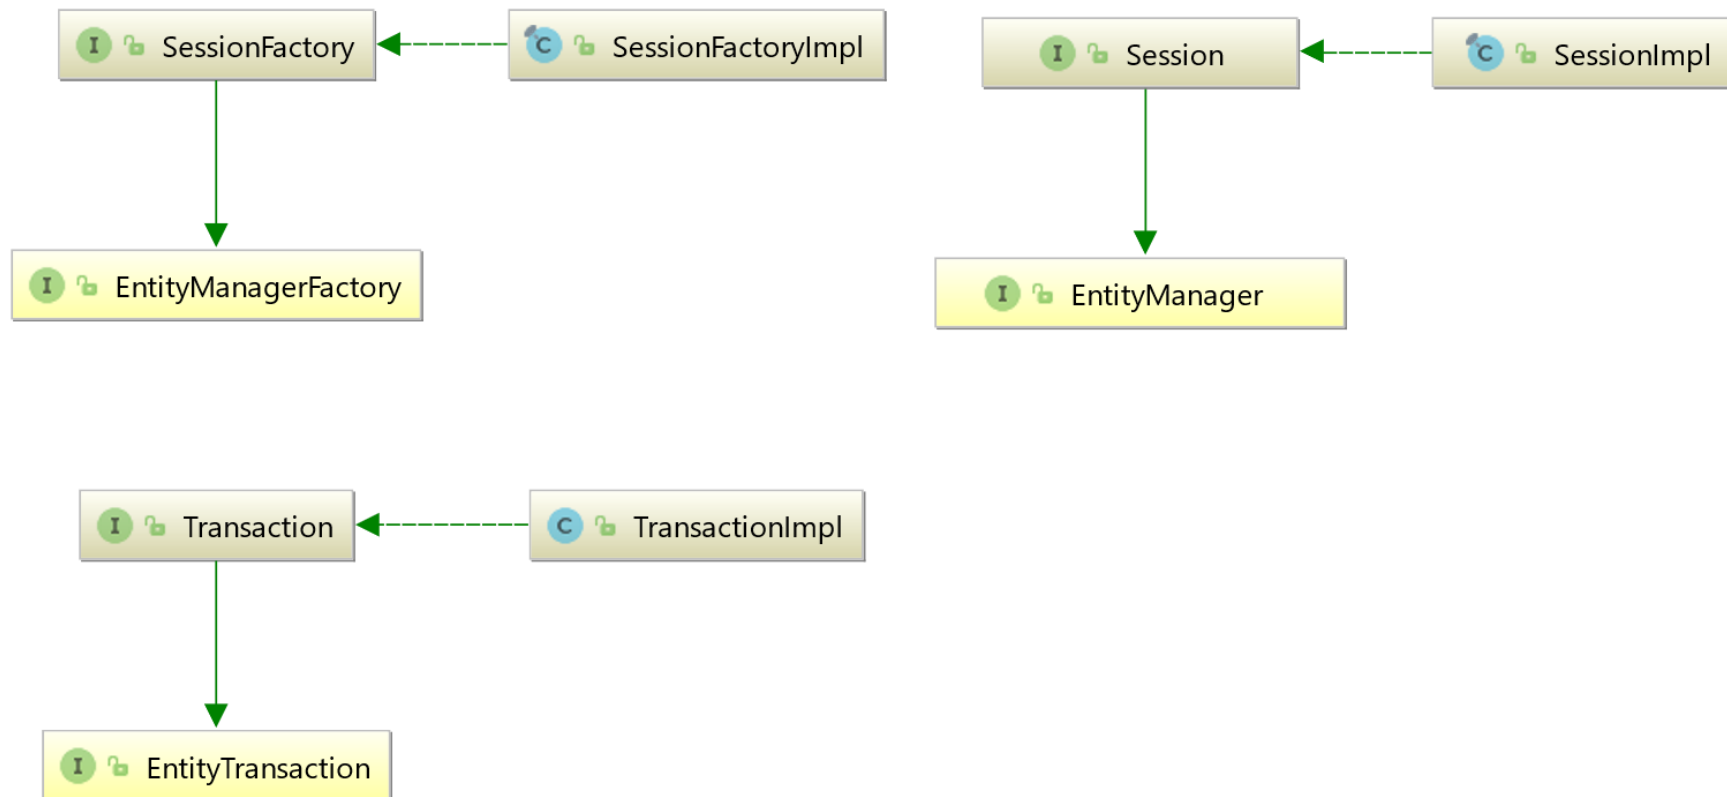 I SessionFactory
C SessionFactoryImpl
I Session
C SessionImpl
I EntityManagerFactory
I EntityManager
I Transaction
C TransactionImpl
I EntityTransaction